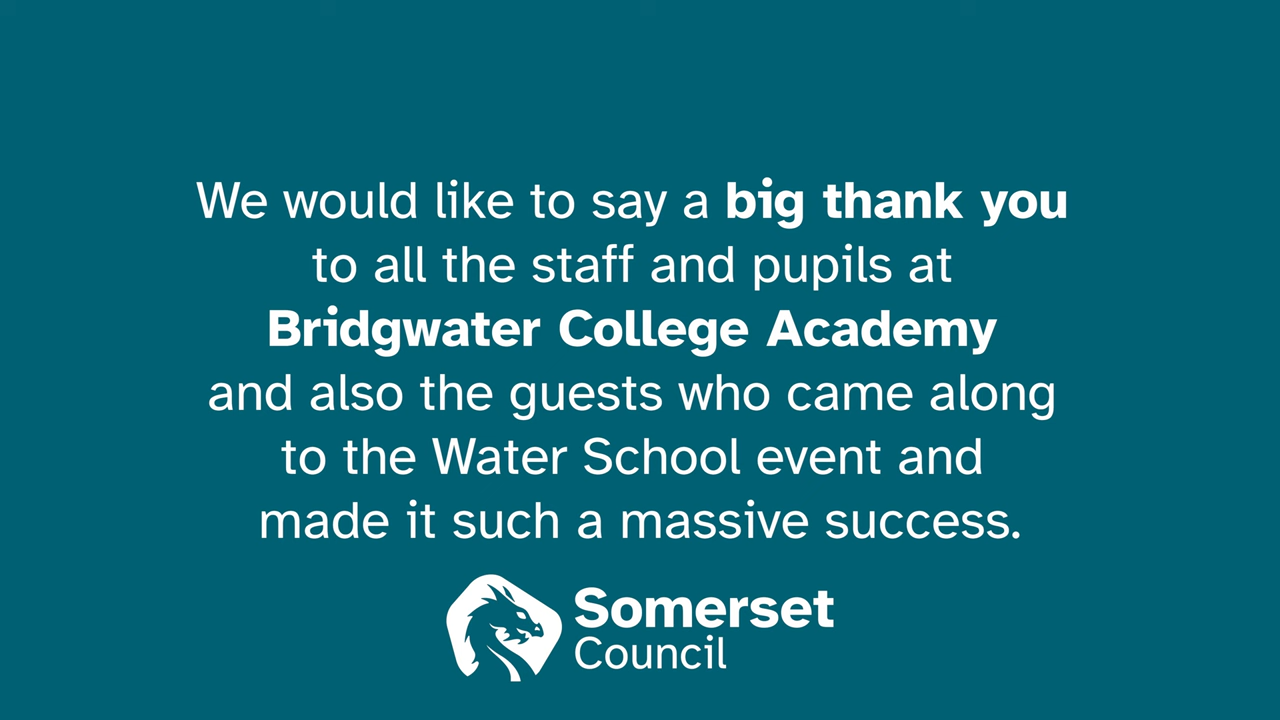 We would like to say a big thank you
to all the staff and pupils at
Bridgwater College Academy
and also the guests who came along
to the Water School event and
made it such a massive success.
Somerset
Council